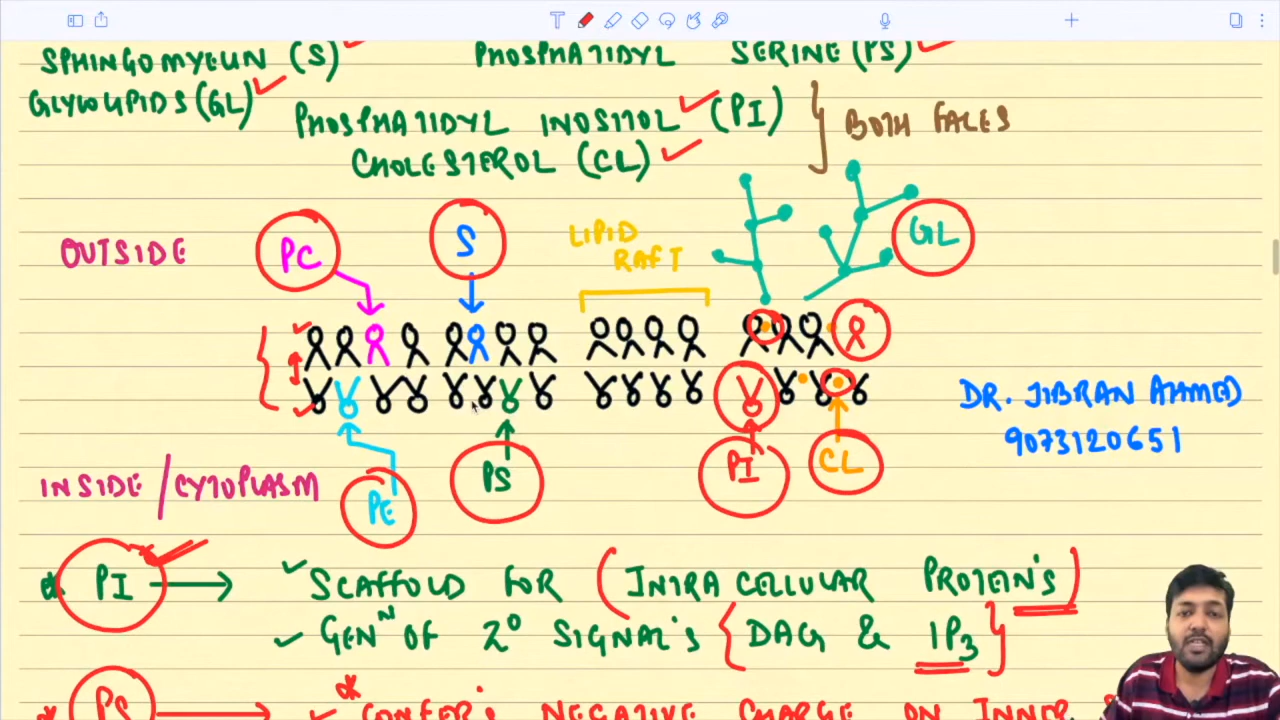 SPHINGOMYELIN (S)
PHOSPHATIDYL SERINE (PS)
GLYCOLIPIDS (GL)
PHOSPHATIDYL INOSITOL (PI)
CHOLESTEROL (CL)
BOTH FACES
OUTSIDE
PC
S
LIPID
RAFT
GL
DR. JIBRAN AHMED
9073120651
INSIDE / CYTOPLASM
PE
PS
PI
CL
* PI → SCAFFOLD FOR (INTRA CELLULAR PROTEIN'S)
GENᴺ OF 2° SIGNAL'S { DAG & IP3 }
* PS → * CONFER'S NEGATIVE CHARGE ON INNER